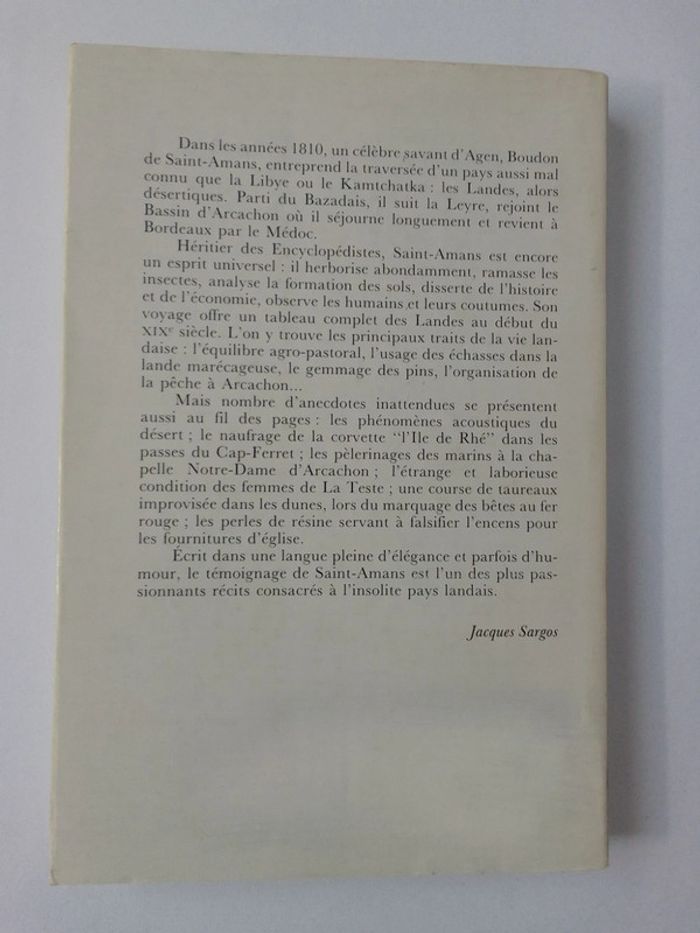 Dans les années 1810, un célèbre savant d'Agen, Boudon
de Saint-Amans, entreprend la traversée d'un pays aussi mal
connu que la Libye ou le Kamtchatka : les Landes, alors
désertiques. Parti du Bazadais, il suit la Leyre, rejoint le
Bassin d'Arcachon où il séjourne longuement et revient à
Bordeaux par le Médoc.
Héritier des Encyclopédistes, Saint-Amans est encore
un esprit universel : il herborise abondamment, ramasse les
insectes, analyse la formation des sols, disserte de l'histoire
et de l'économie, observe les humains et leurs coutumes. Son
voyage offre un tableau complet des Landes au début du
XIXe siècle. L'on y trouve les principaux traits de la vie lan-
daise : l'équilibre agro-pastoral, l'usage des échasses dans la
lande marécageuse, le gemmage des pins, l'organisation de
la pêche à Arcachon...
Mais nombre d'anecdotes inattendues se présentent
aussi au fil des pages : les phénomènes acoustiques du
désert ; le naufrage de la corvette "l'Ile de Rhé" dans les
passes du Cap-Ferret ; les pèlerinages des marins à la cha-
pelle Notre-Dame d'Arcachon ; l'étrange et laborieuse
condition des femmes de La Teste ; une course de taureaux
improvisée dans les dunes, lors du marquage des bêtes au fer
rouge ; les perles de résine servant à falsifier l'encens pour
les fournitures d'église.
Écrit dans une langue pleine d'élégance et parfois d'hu-
mour, le témoignage de Saint-Amans est l'un des plus pas-
sionnants récits consacrés à l'insolite pays landais.
Jacques Sargos